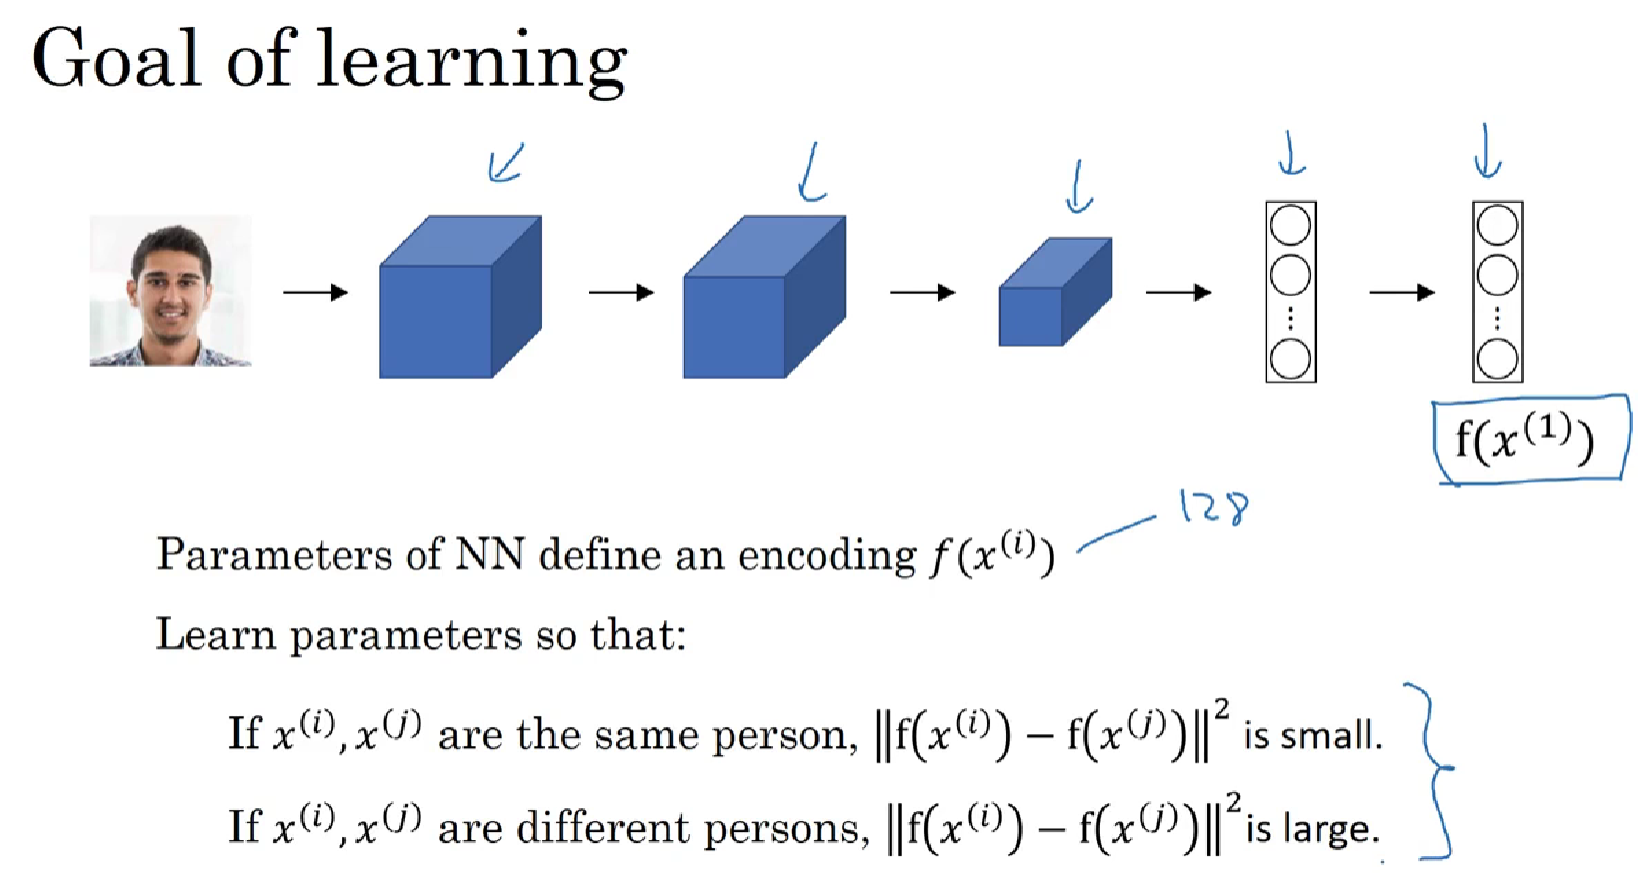 Goal of learning
f(x⁽¹⁾)
128
Parameters of NN define an encoding f(x⁽ⁱ⁾)
Learn parameters so that:
If x⁽ⁱ⁾, x⁽ʲ⁾ are the same person, ‖f(x⁽ⁱ⁾) − f(x⁽ʲ⁾)‖² is small.
If x⁽ⁱ⁾, x⁽ʲ⁾ are different persons, ‖f(x⁽ⁱ⁾) − f(x⁽ʲ⁾)‖² is large.